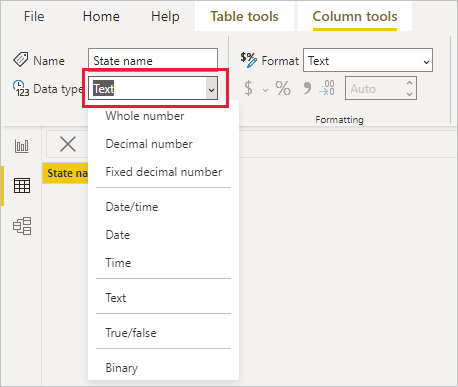 File Home Help Table tools Column tools
Name State name $% Format Text
Data type Text $ % Auto
Formatting
Whole number
Decimal number
Fixed decimal number
State na
Date/time
Date
Time
Text
True/false
Binary